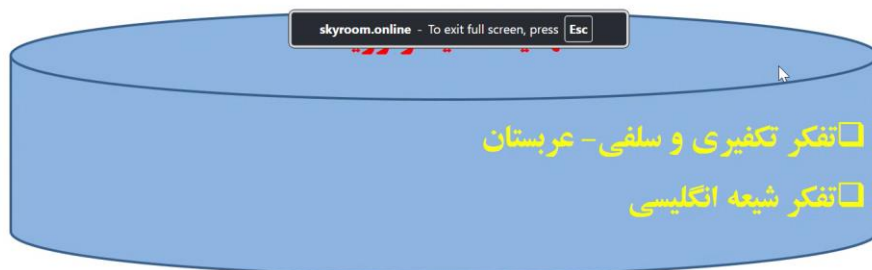 skyroom.online - To exit full screen, press Esc
تفکر تکفیری و سلفی- عربستان
تفکر شیعه انگلیسی